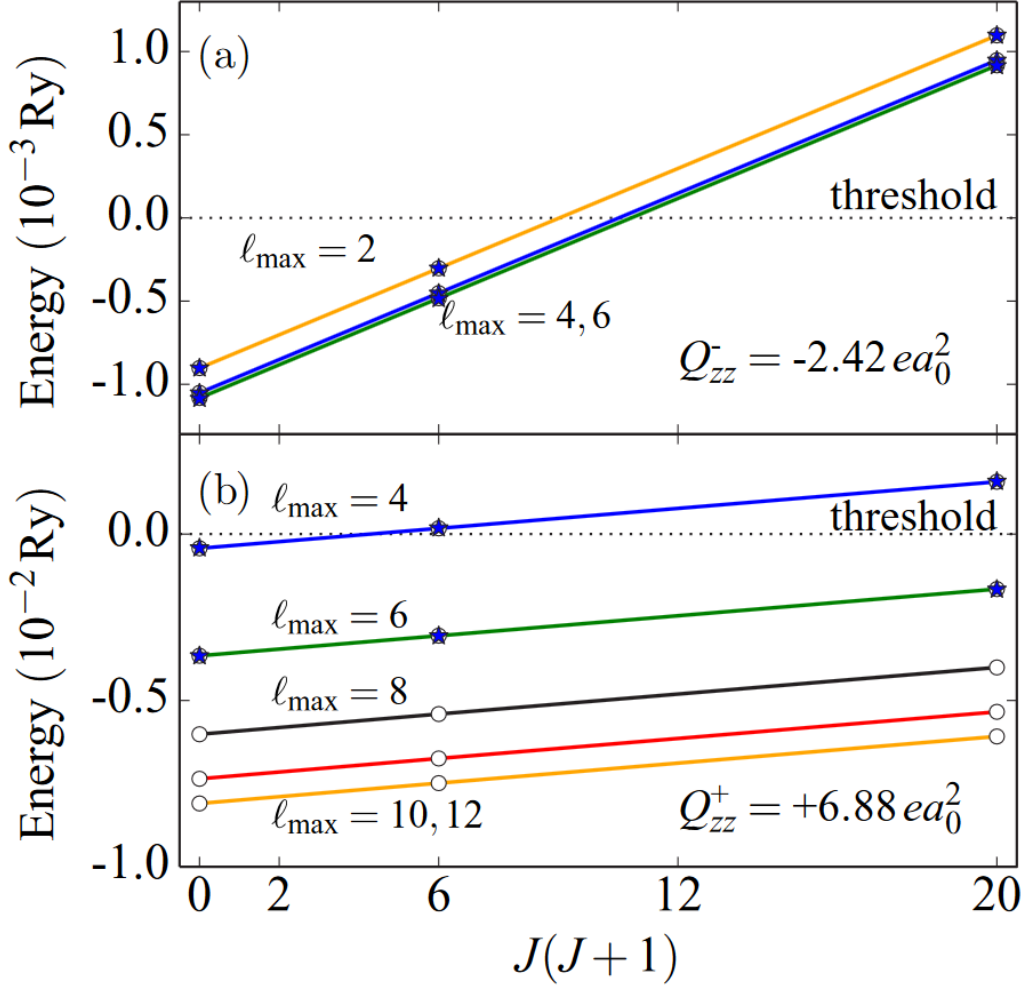 Energy (10⁻³ Ry)
1.0
0.5
0.0
-0.5
-1.0
(a)
threshold
ℓmax = 2
ℓmax = 4, 6
Q⁻zz = -2.42 ea₀²
Energy (10⁻² Ry)
0.0
-0.5
-1.0
(b)
ℓmax = 4
threshold
ℓmax = 6
ℓmax = 8
ℓmax = 10, 12
Q⁺zz = +6.88 ea₀²
0 2 6 12 20
J(J + 1)